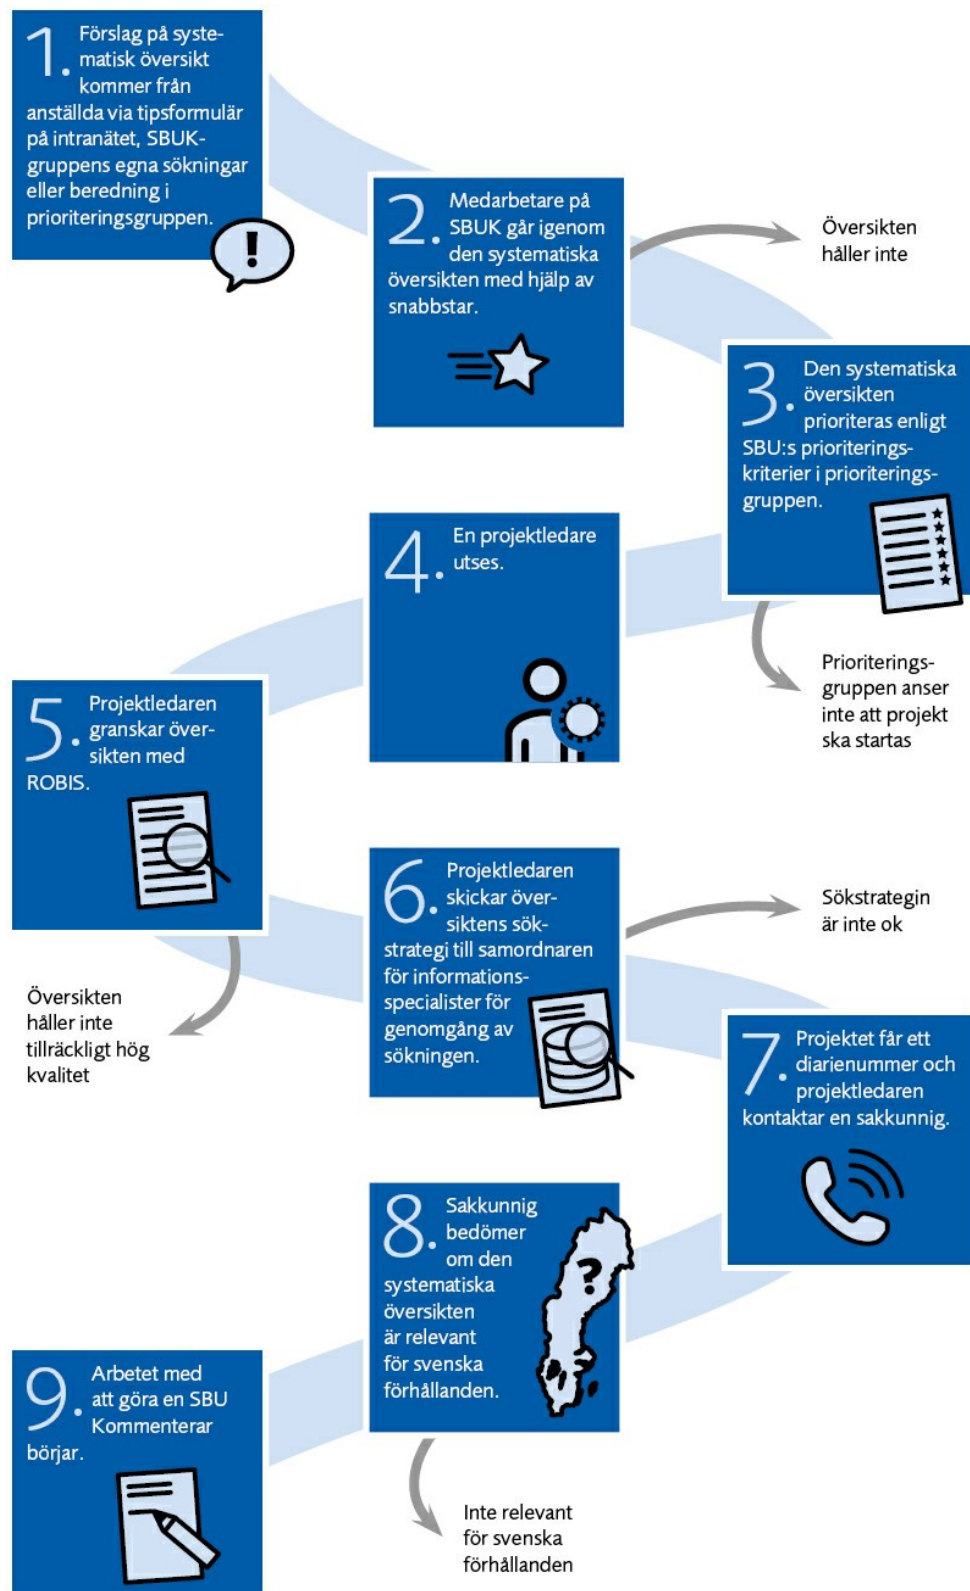 1. Förslag på syste-
matisk översikt
kommer från
anställda via tipsformulär
på intranätet, SBUK-
gruppens egna sökningar
eller beredning i
prioriteringsgruppen.
!
2. Medarbetare på
SBUK går igenom
den systematiska
översikten med hjälp av
snabbstar.
Översikten
håller inte
3. Den systematiska
översikten
prioriteras enligt
SBU:s prioriterings-
kriterier i prioriterings-
gruppen.
Prioriterings-
gruppen anser
inte att projekt
ska startas
4. En projektledare
utses.
5. Projektledaren
granskar över-
sikten med
ROBIS.
Översikten
håller inte
tillräckligt hög
kvalitet
6. Projektledaren
skickar över-
siktens sök-
strategi till samordnaren
för informations-
specialister för
genomgång av
sökningen.
Sökstrategin
är inte ok
7. Projektet får ett
diarienummer och
projektledaren
kontaktar en sakkunnig.
8. Sakkunnig
bedömer
om den
systematiska
översikten
är relevant
för svenska
förhållanden.
?
Inte relevant
för svenska
förhållanden
9. Arbetet med
att göra en SBU
Kommenterar
börjar.